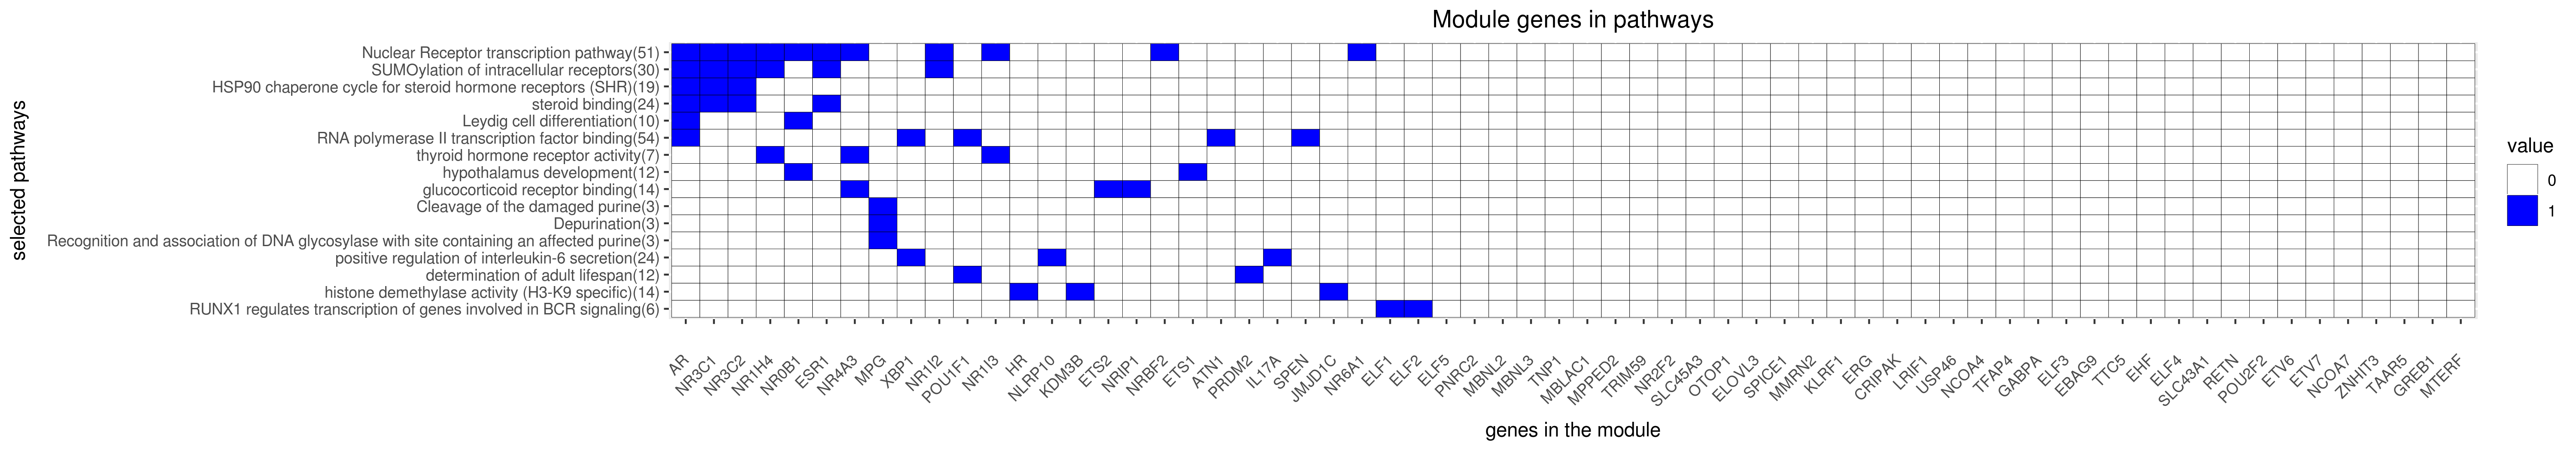 Module genes in pathways
selected pathways
Nuclear Receptor transcription pathway(51)
SUMOylation of intracellular receptors(30)
HSP90 chaperone cycle for steroid hormone receptors (SHR)(19)
steroid binding(24)
Leydig cell differentiation(10)
RNA polymerase II transcription factor binding(54)
thyroid hormone receptor activity(7)
hypothalamus development(12)
glucocorticoid receptor binding(14)
Cleavage of the damaged purine(3)
Depurination(3)
Recognition and association of DNA glycosylase with site containing an affected purine(3)
positive regulation of interleukin-6 secretion(24)
determination of adult lifespan(12)
histone demethylase activity (H3-K9 specific)(14)
RUNX1 regulates transcription of genes involved in BCR signaling(6)
value
0
1
AR
NR3C1
NR3C2
NR1H4
NR0B1
ESR1
NR4A3
MPG
XBP1
NR1I2
POU1F1
NR1I3
HR
NLRP10
KDM3B
ETS2
NRIP1
NRBF2
ETS1
ATN1
PRDM2
IL17A
SPEN
JMJD1C
NR6A1
ELF1
ELF2
ELF5
PNRC2
MBNL2
MBNL3
TNP1
MBLAC1
MPPED2
TRIM59
NR2F2
SLC45A3
OTOP1
ELOVL3
SPICE1
MMRN2
KLRF1
ERG
CRIPAK
LRIF1
USP46
NCOA4
TFAP4
GABPA
ELF3
EBAG9
TTC5
EHF
ELF4
SLC43A1
RETN
POU2F2
ETV6
ETV7
NCOA7
ZNHIT3
TAAR5
GREB1
MTERF
genes in the module